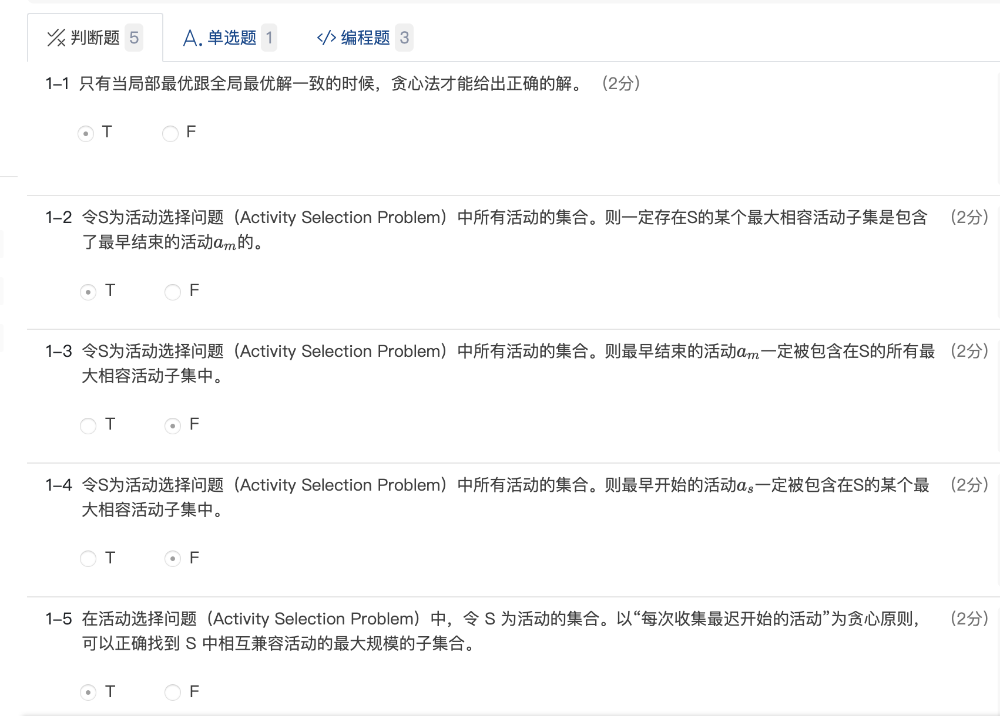 判断题 5 A. 单选题 1 </> 编程题 3
1-1 只有当局部最优跟全局最优解一致的时候，贪心法才能给出正确的解。 (2分)
T F
1-2 令S为活动选择问题（Activity Selection Problem）中所有活动的集合。则一定存在S的某个最大相容活动子集是包含 (2分)
了最早结束的活动aₘ的。
T F
1-3 令S为活动选择问题（Activity Selection Problem）中所有活动的集合。则最早结束的活动aₘ一定被包含在S的所有最 (2分)
大相容活动子集中。
T F
1-4 令S为活动选择问题（Activity Selection Problem）中所有活动的集合。则最早开始的活动aₛ一定被包含在S的某个最 (2分)
大相容活动子集中。
T F
1-5 在活动选择问题（Activity Selection Problem）中，令 S 为活动的集合。以“每次收集最迟开始的活动”为贪心原则， (2分)
可以正确找到 S 中相互兼容活动的最大规模的子集合。
T F